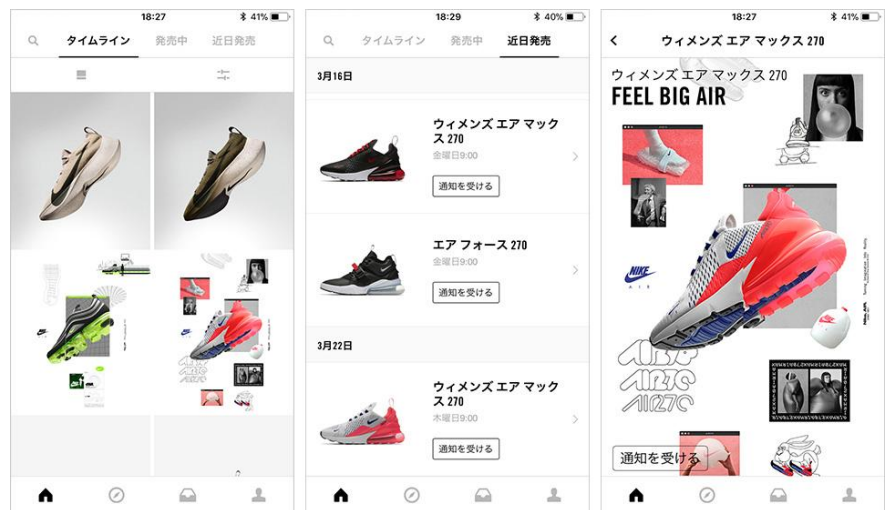 18:27
41%
タイムライン 発売中 近日発売
18:29
40%
タイムライン 発売中 近日発売
3月16日
ウィメンズ エア マック
ス 270
金曜日9:00
通知を受ける
エア フォース 270
金曜日9:00
通知を受ける
3月22日
ウィメンズ エア マック
ス 270
木曜日9:00
通知を受ける
18:27
41%
ウィメンズ エア マックス 270
ウィメンズ エア マックス 270
FEEL BIG AIR
NIKE
AIR
通知を受ける